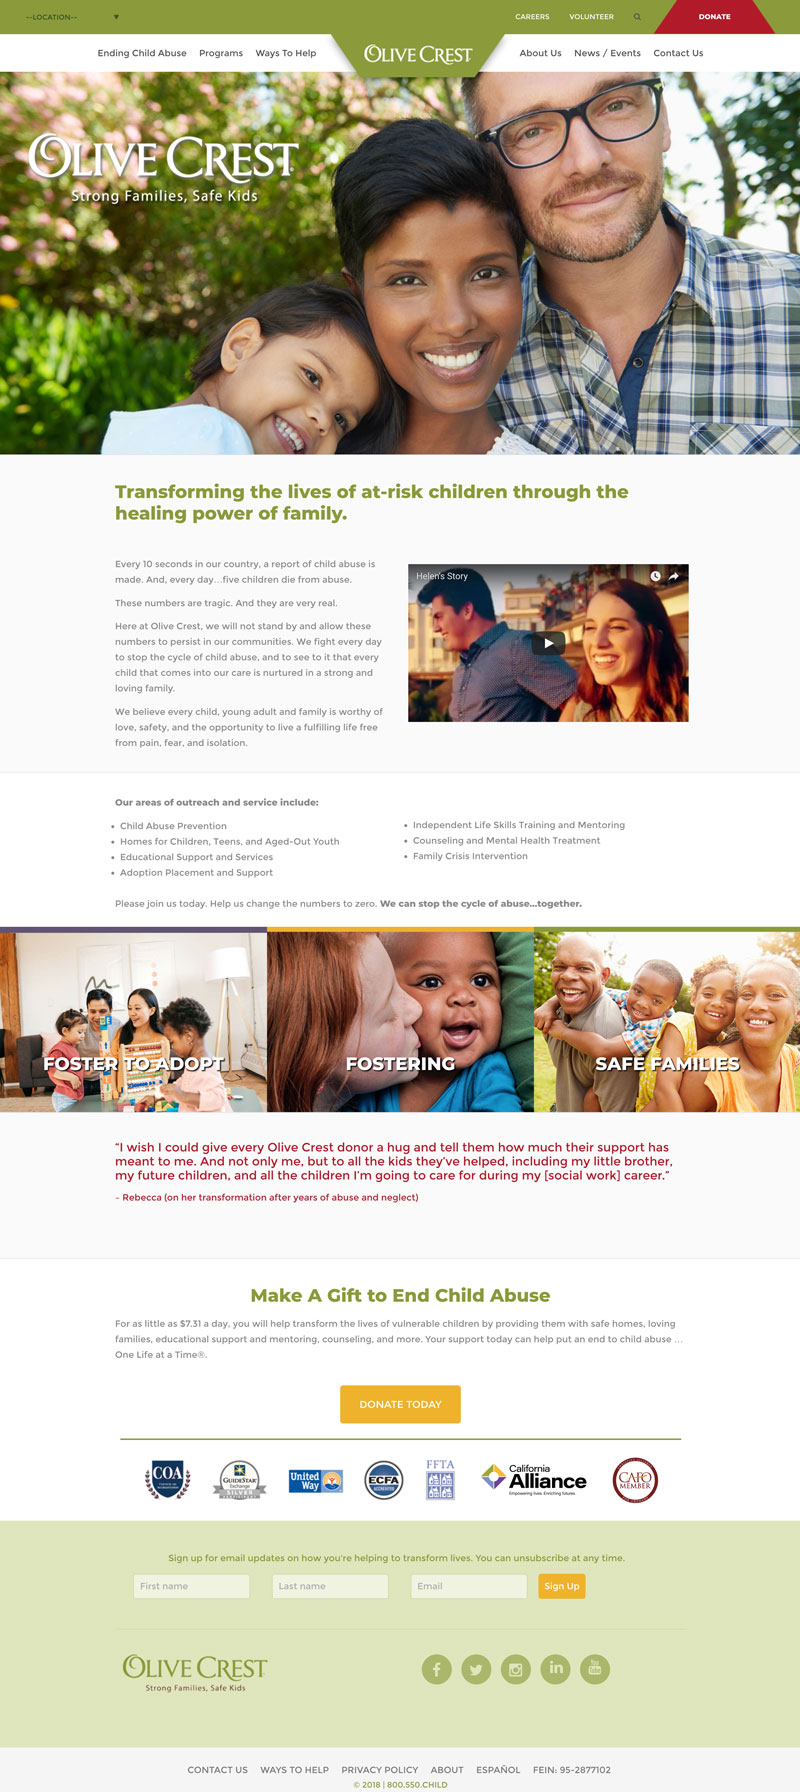 --LOCATION-- ▼ CAREERS VOLUNTEER DONATE
Ending Child Abuse Programs Ways To Help OLIVE CREST About Us News / Events Contact Us
OLIVE CREST
Strong Families, Safe Kids
Transforming the lives of at-risk children through the
healing power of family.
Every 10 seconds in our country, a report of child abuse is
made. And, every day…five children die from abuse.
These numbers are tragic. And they are very real.
Here at Olive Crest, we will not stand by and allow these
numbers to persist in our communities. We fight every day
to stop the cycle of child abuse, and to see to it that every
child that comes into our care is nurtured in a strong and
loving family.
We believe every child, young adult and family is worthy of
love, safety, and the opportunity to live a fulfilling life free
from pain, fear, and isolation.
Helen's Story
Our areas of outreach and service include:
• Child Abuse Prevention
• Homes for Children, Teens, and Aged-Out Youth
• Educational Support and Services
• Adoption Placement and Support
• Independent Life Skills Training and Mentoring
• Counseling and Mental Health Treatment
• Family Crisis Intervention
Please join us today. Help us change the numbers to zero. We can stop the cycle of abuse…together.
FOSTER TO ADOPT FOSTERING SAFE FAMILIES
“I wish I could give every Olive Crest donor a hug and tell them how much their support has
meant to me. And not only me, but to all the kids they’ve helped, including my little brother,
my future children, and all the children I’m going to care for during my [social work] career.”
– Rebecca (on her transformation after years of abuse and neglect)
Make A Gift to End Child Abuse
For as little as $7.31 a day, you will help transform the lives of vulnerable children by providing them with safe homes, loving
families, educational support and mentoring, counseling, and more. Your support today can help put an end to child abuse …
One Life at a Time®.
DONATE TODAY
COA
GUIDESTAR
Exchange
SILVER
United
Way
ECFA
ACCREDITED
FFTA
California
Alliance
Empowering lives. Enriching futures.
CAPO
MEMBER
Sign up for email updates on how you’re helping to transform lives. You can unsubscribe at any time.
First name Last name Email Sign Up
OLIVE CREST
Strong Families, Safe Kids
f in You Tube
CONTACT US WAYS TO HELP PRIVACY POLICY ABOUT ESPAÑOL FEIN: 95-2877102
© 2018 | 800.550.CHILD